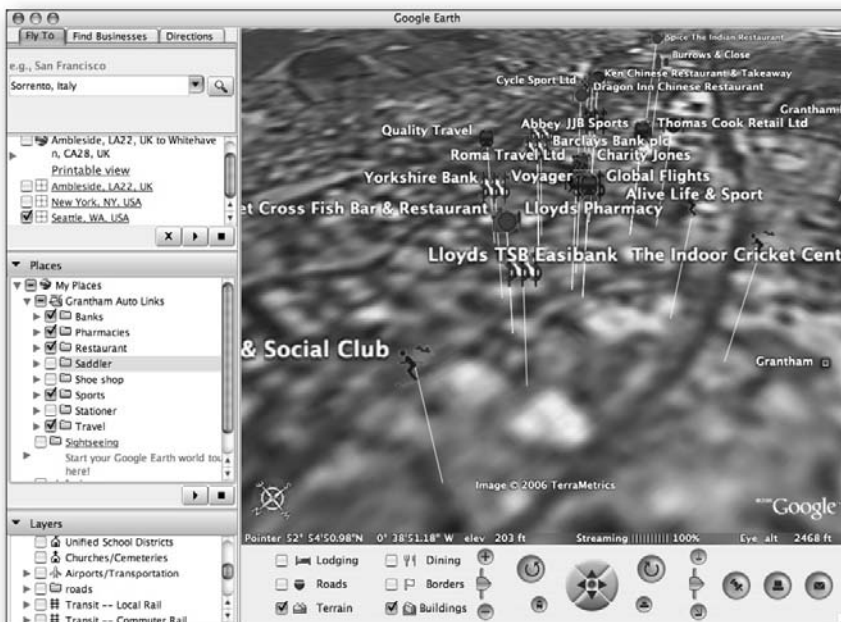 Google Earth
Fly To
Find Businesses
Directions
e.g., San Francisco
Sorrento, Italy
Ambleside, LA22, UK to Whitehave
n, CA28, UK
Printable view
Ambleside, LA22, UK
New York, NY, USA
Seattle, WA, USA
Places
My Places
Grantham Auto Links
Banks
Pharmacies
Restaurant
Saddler
Shoe shop
Sports
Stationer
Travel
Sightseeing
Start your Google Earth world tou
here!
Layers
Unified School Districts
Churches/Cemeteries
Airports/Transportation
roads
Transit -- Local Rail
Transit -- Commuter Rail
Spice The Indian Restaurant
Burrows & Close
Ken Chinese Restaurant & Takeaway
Cycle Sport Ltd
Dragon Inn Chinese Restaurant
Grantham
Abbey
JJB Sports
Thomas Cook Retail Ltd
Quality Travel
Barclays Bank plc
Roma Travel Ltd
Charity Jones
Yorkshire Bank
Voyager
Global Flights
Alive Life & Sport
et Cross Fish Bar & Restaurant
Lloyds Pharmacy
Lloyds TSB Easibank
The Indoor Cricket Cent
& Social Club
Grantham
Image © 2006 TerraMetrics
Google
Pointer 52° 54'50.98"N 0° 38'51.18" W elev 203 ft Streaming |||||||||| 100% Eye alt 2468 ft
Lodging
Dining
Roads
Borders
Terrain
Buildings